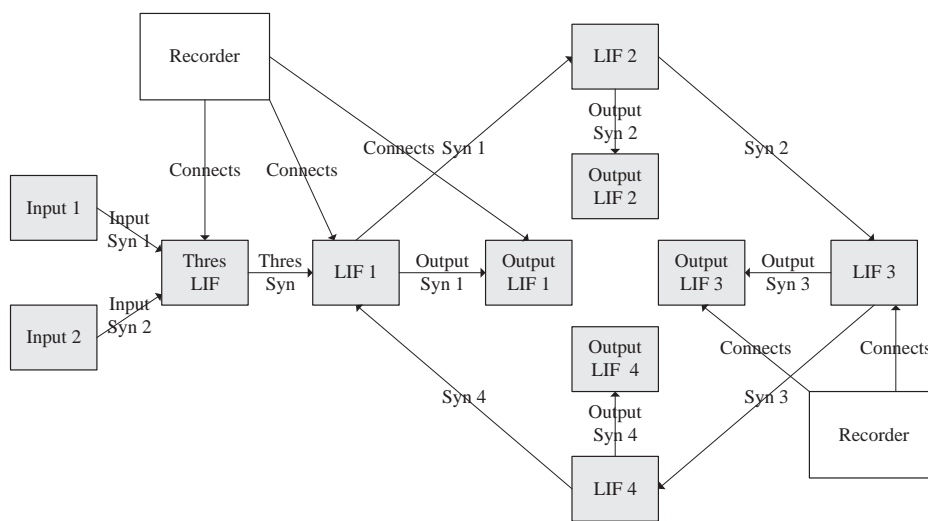 Recorder
LIF 2
Output
Syn 2
Connects
Syn 1
Syn 2
Connects
Connects
Output
LIF 2
Input 1
Input
Syn 1
Thres
LIF
Thres
Syn
LIF 1
Output
Syn 1
Output
LIF 1
Output
LIF 3
Output
Syn 3
LIF 3
Input 2
Input
Syn 2
Output
LIF 4
Connects
Connects
Syn 4
Syn 3
Output
Syn 4
Recorder
LIF 4